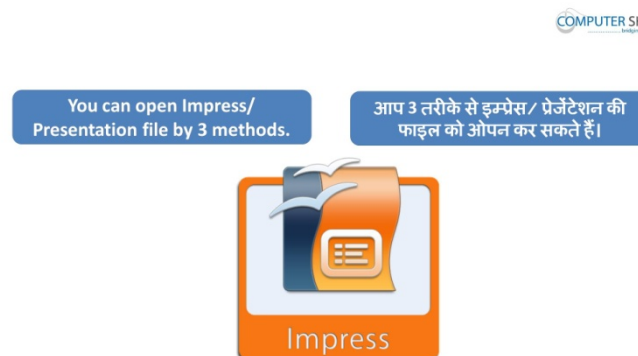 COMPUTER S
You can open Impress/
Presentation file by 3 methods.
आप 3 तरीके से इम्प्रेस/ प्रेजेंटेशन की
फाइल को ओपन कर सकते हैं।
Impress